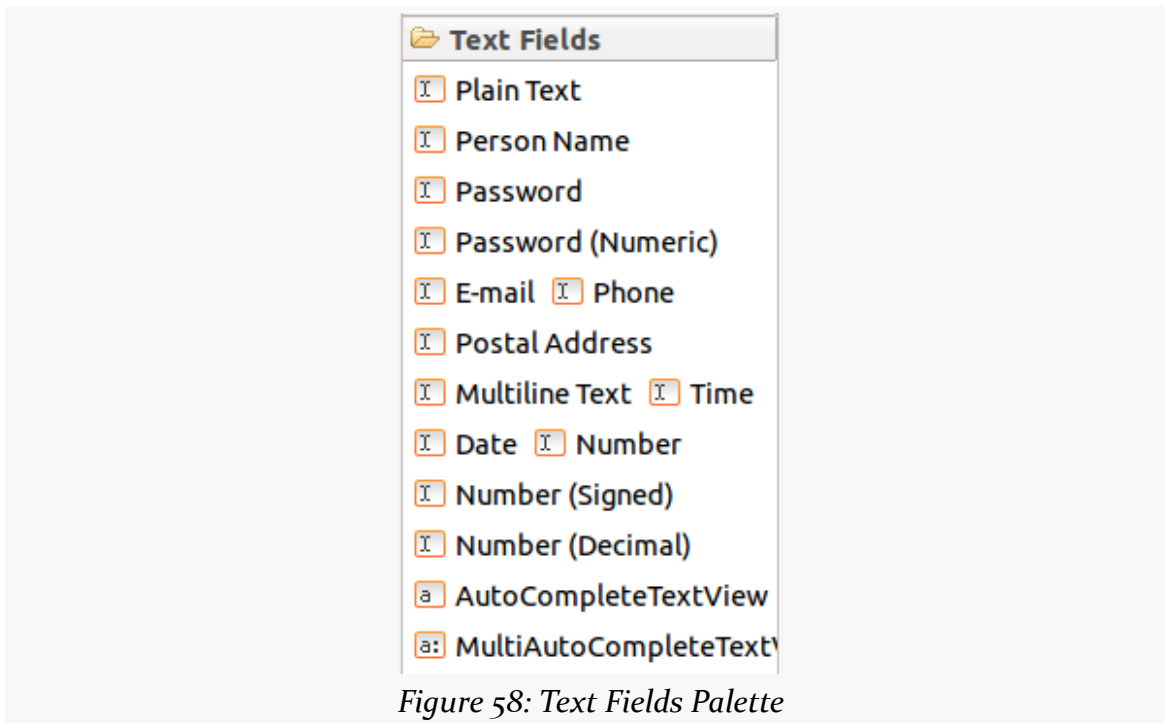 Text Fields
Plain Text
Person Name
Password
Password (Numeric)
E-mail Phone
Postal Address
Multiline Text Time
Date Number
Number (Signed)
Number (Decimal)
a AutoCompleteTextView
a: MultiAutoCompleteText
Figure 58: Text Fields Palette